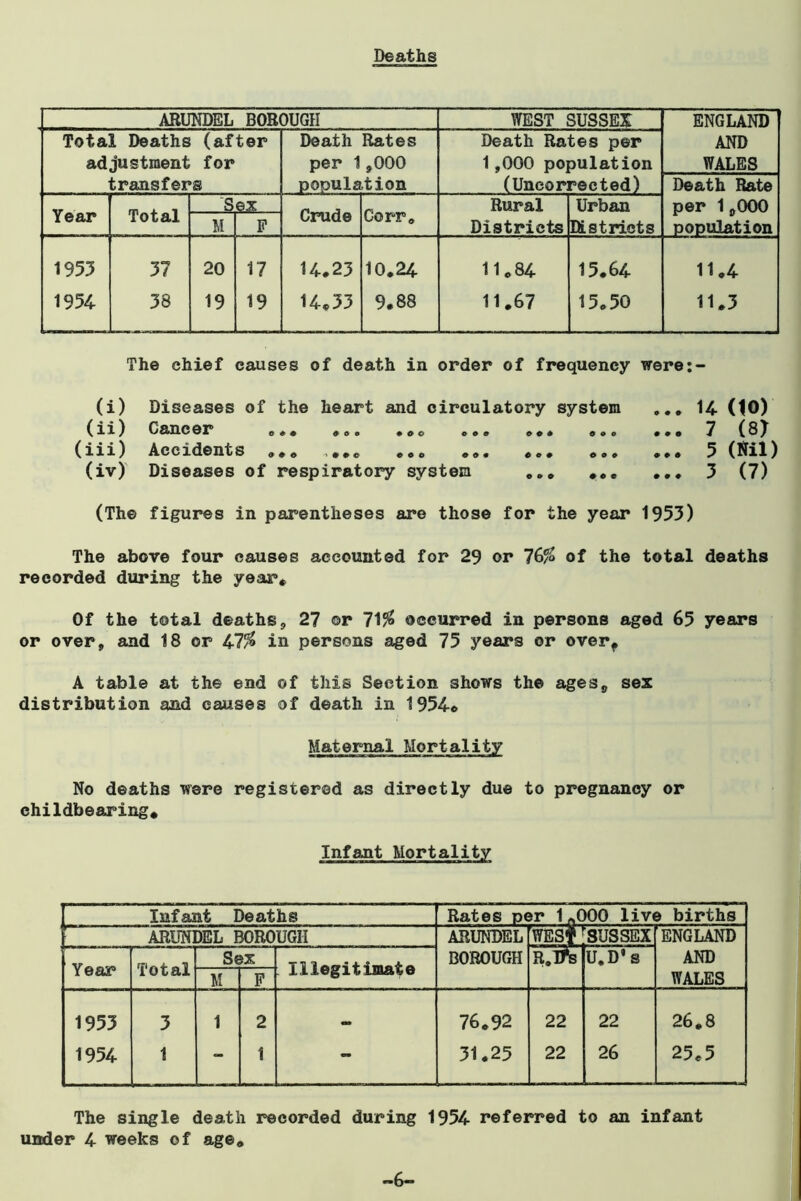 Deaths
ARUNDEL BOROUGH | WEST SUSSEX | ENGLAND AND WALES
Total Deaths (after adjustment for transfers | Death Rates per 1,000 population | Death Rates per 1,000 population (Uncorrected) | Death Rate per 1,000 population
Year | Total | Sex M | F | Crude | Corr. | Rural Districts | Urban Districts
1953 | 37 | 20 | 17 | 14.23 | 10.24 | 11.84 | 15.64 | 11.4
1954 | 38 | 19 | 19 | 14.33 | 9.88 | 11.67 | 15.50 | 11.3
The chief causes of death in order of frequency were:-
(i) Diseases of the heart and circulatory system ... 14 (10)
(ii) Cancer ... ... ... ... ... ... ... 7 (8)
(iii) Accidents ... ... ... ... ... ... ... 5 (Nil)
(iv) Diseases of respiratory system ... ... ... 3 (7)
(The figures in parentheses are those for the year 1953)
The above four causes accounted for 29 or 76% of the total deaths
recorded during the year.
Of the total deaths, 27 or 71% occurred in persons aged 65 years
or over, and 18 or 47% in persons aged 75 years or over.
A table at the end of this Section shows the ages, sex
distribution and causes of death in 1954.
Maternal Mortality
No deaths were registered as directly due to pregnancy or
childbearing.
Infant Mortality
Infant Deaths | Rates per 1,000 live births
ARUNDEL BOROUGH | ARUNDEL BOROUGH | WEST SUSSEX | ENGLAND AND WALES
Year | Total | Sex M | F | Illegitimate | R.D's | U.D's
1953 | 3 | 1 | 2 | - | 76.92 | 22 | 22 | 26.8
1954 | 1 | - | 1 | - | 31.25 | 22 | 26 | 25.5
The single death recorded during 1954 referred to an infant
under 4 weeks of age.
-6-